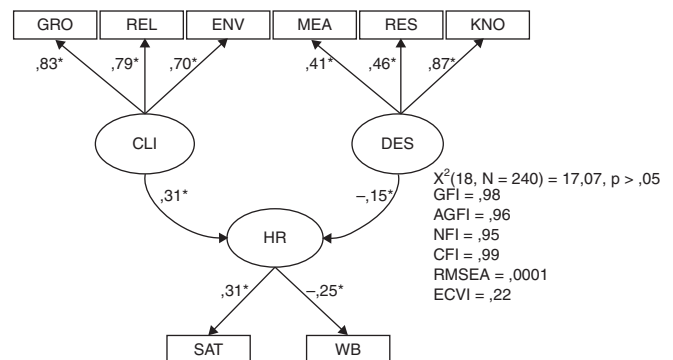 GRO REL ENV MEA RES KNO
,83* ,79* ,70* ,41* ,46* ,87*
CLI DES
X²(18, N = 240) = 17,07, p > ,05
,31* –,15* GFI = ,98
AGFI = ,96
HR NFI = ,95
CFI = ,99
RMSEA = ,0001
,31* –,25* ECVI = ,22
SAT WB